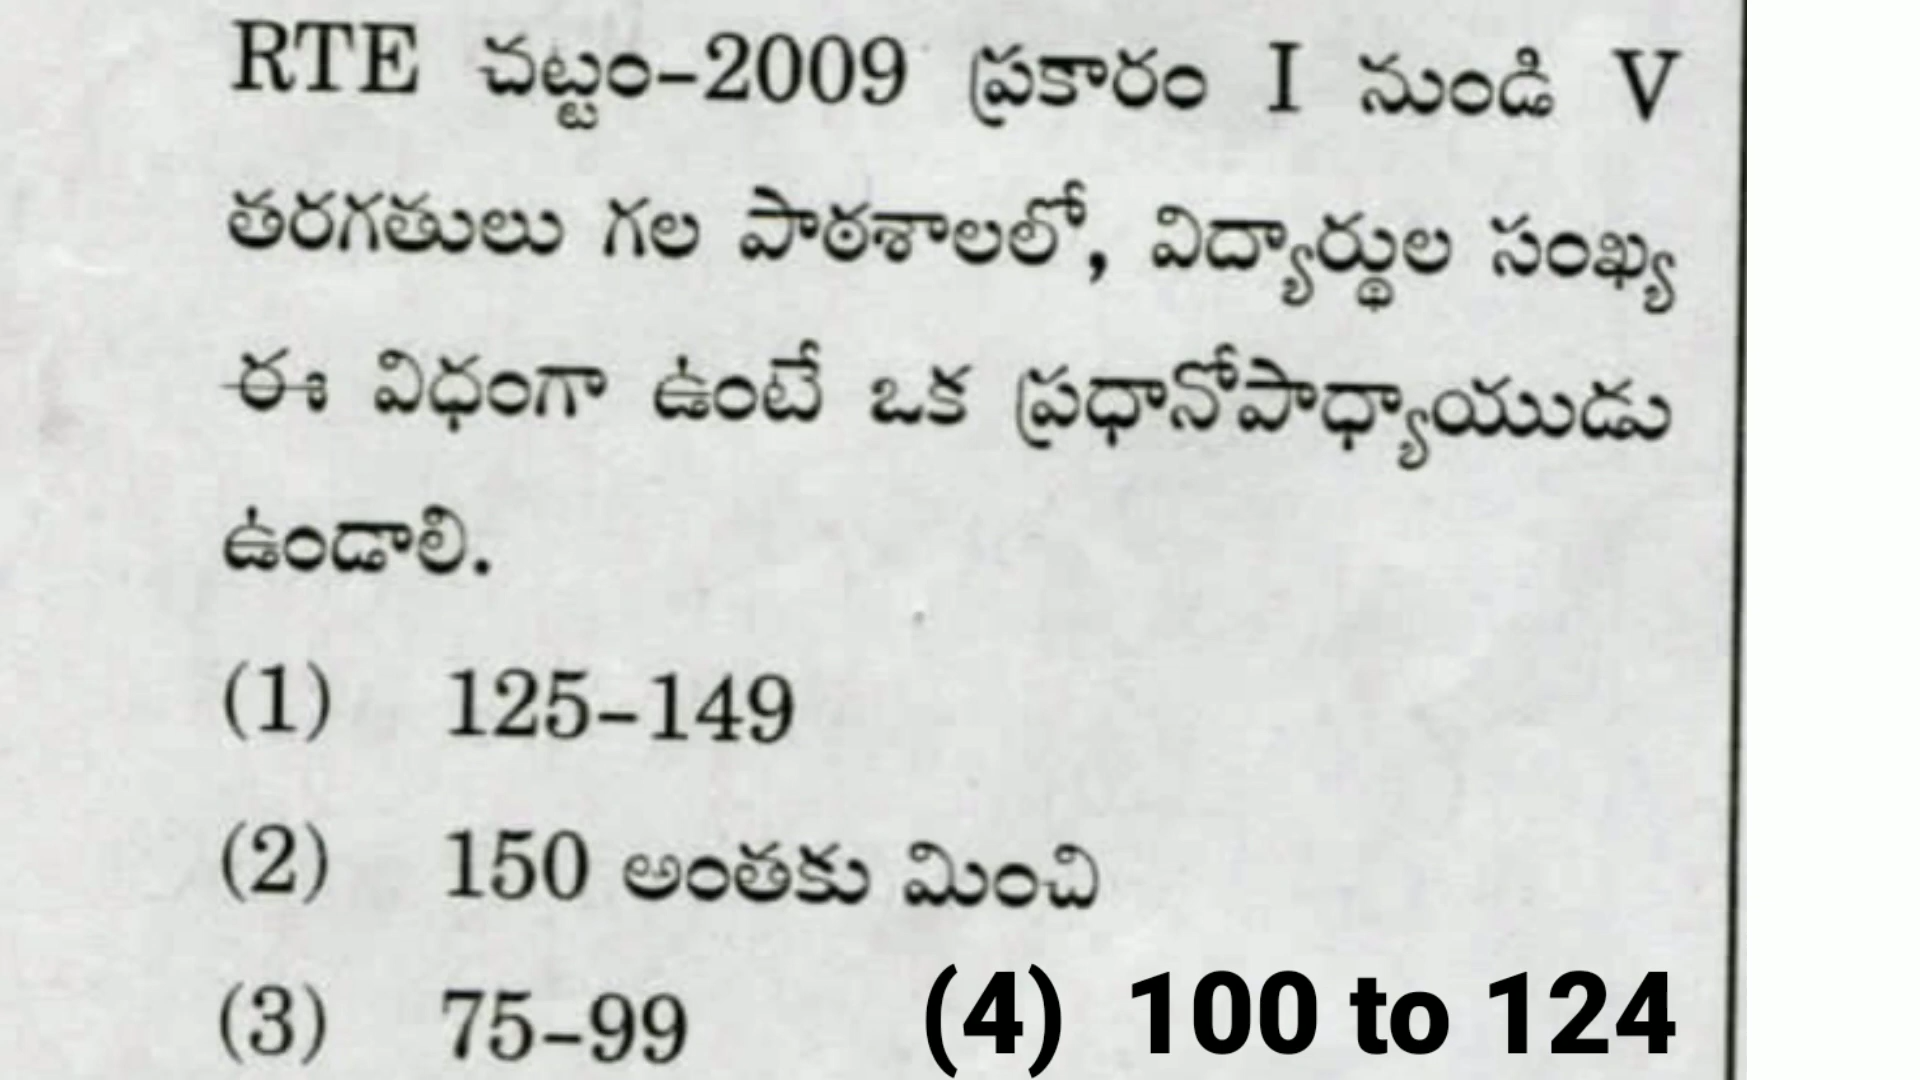 RTE చట్టం-2009 ప్రకారం I నుండి V
తరగతులు గల పాఠశాలలో, విద్యార్థుల సంఖ్య
ఈ విధంగా ఉంటే ఒక ప్రధానోపాధ్యాయుడు
ఉండాలి.
(1) 125-149
(2) 150 అంతకు మించి
(3) 75-99 (4) 100 to 124